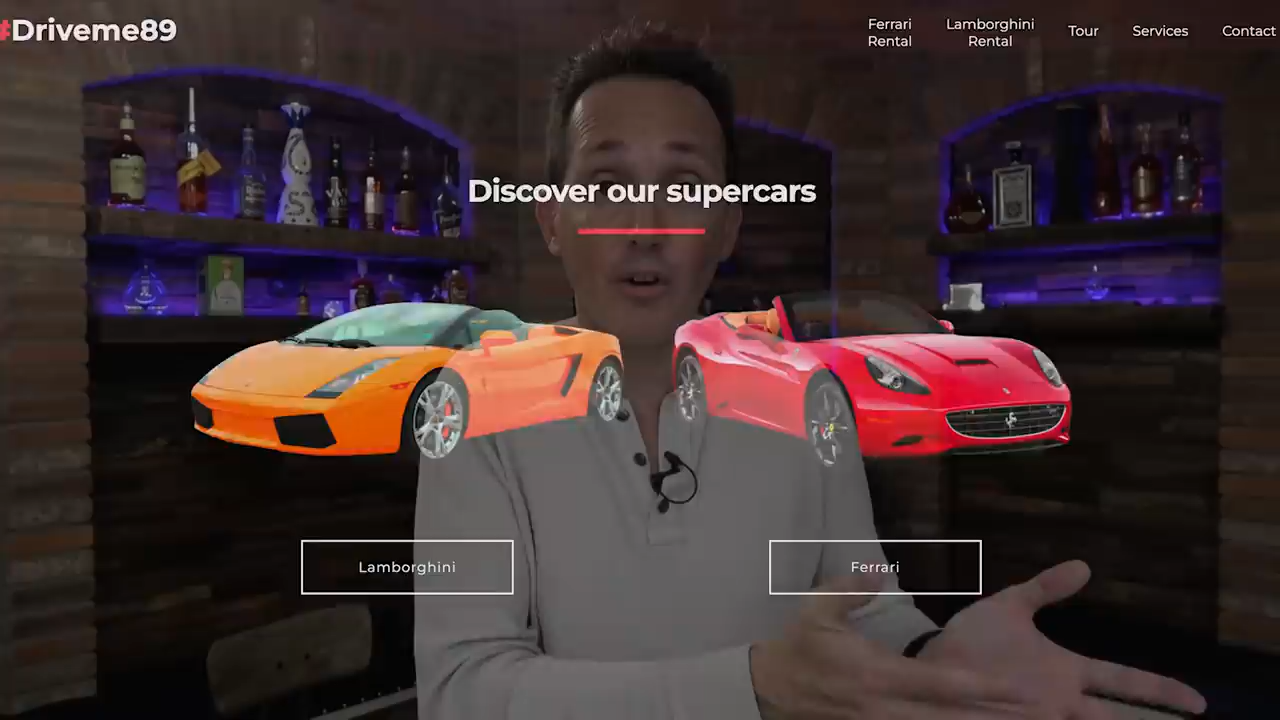 #Driveme89
Ferrari
Rental
Lamborghini
Rental
Tour
Services
Contact
Discover our supercars
Lamborghini
Ferrari